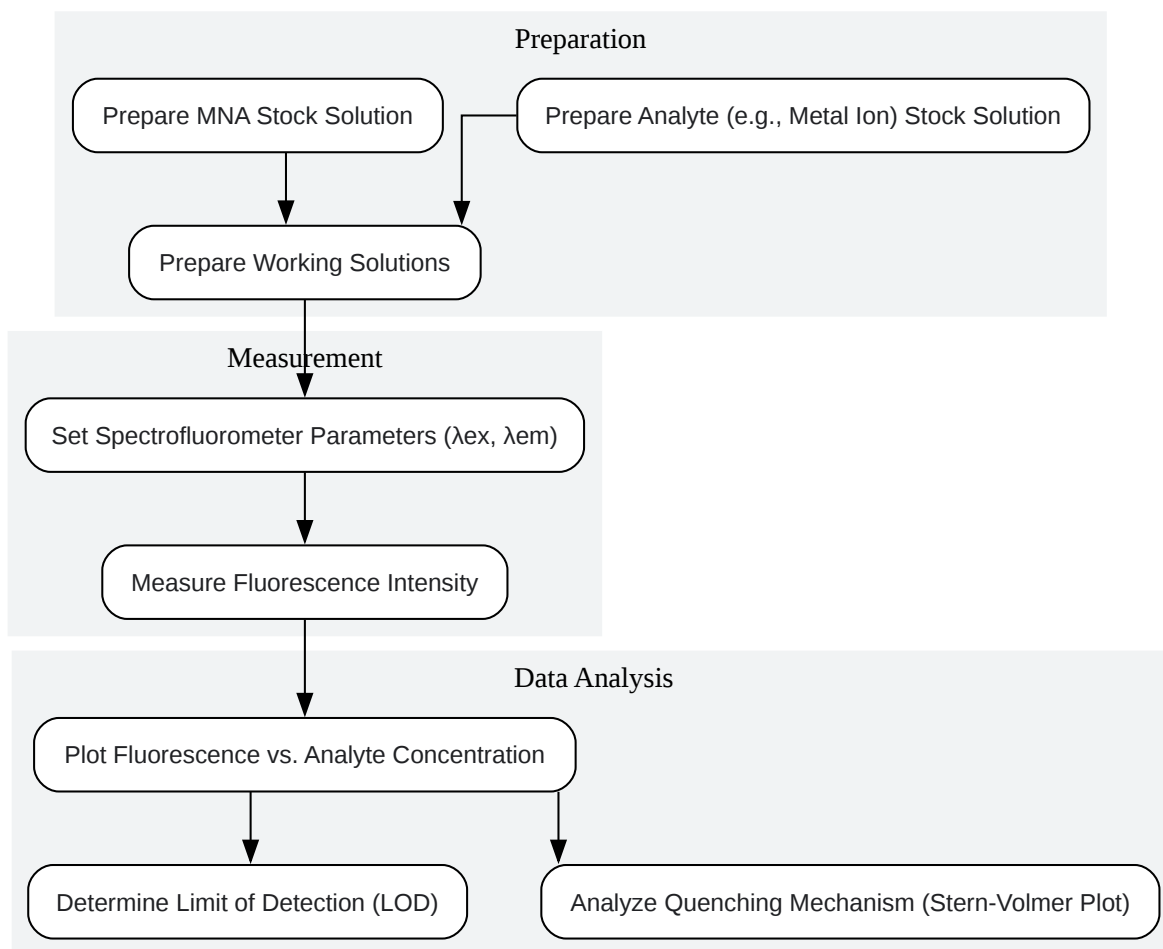 Preparation
Prepare MNA Stock Solution
Prepare Analyte (e.g., Metal Ion) Stock Solution
Prepare Working Solutions
Measurement
Set Spectrofluorometer Parameters (λex, λem)
Measure Fluorescence Intensity
Data Analysis
Plot Fluorescence vs. Analyte Concentration
Determine Limit of Detection (LOD)
Analyze Quenching Mechanism (Stern-Volmer Plot)